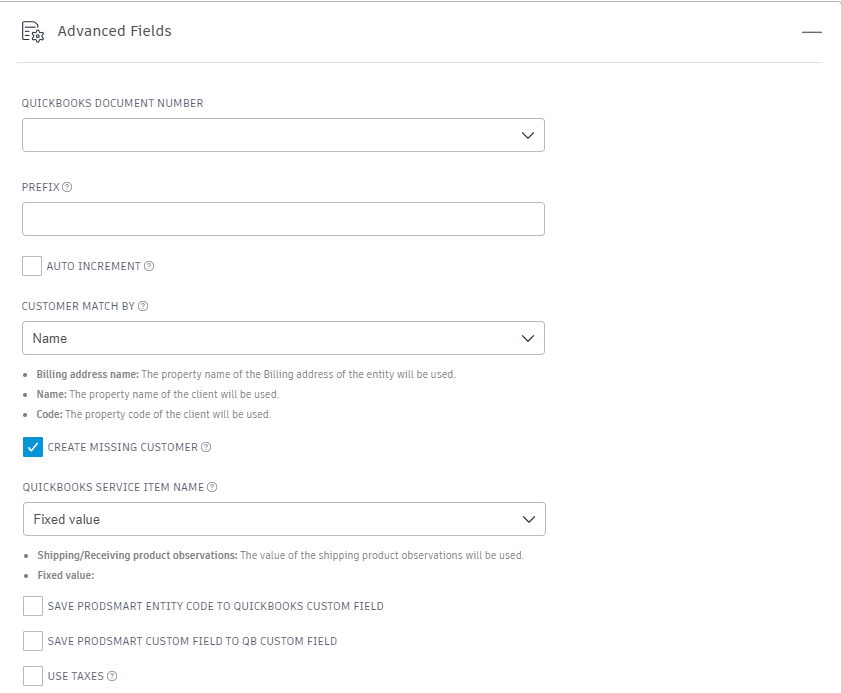 Advanced Fields
QUICKBOOKS DOCUMENT NUMBER
PREFIX
AUTO INCREMENT
CUSTOMER MATCH BY
Name
Billing address name: The property name of the Billing address of the entity will be used.
Name: The property name of the client will be used.
Code: The property code of the client will be used.
CREATE MISSING CUSTOMER
QUICKBOOKS SERVICE ITEM NAME
Fixed value
Shipping/Receiving product observations: The value of the shipping product observations will be used.
Fixed value:
SAVE PRODSMART ENTITY CODE TO QUICKBOOKS CUSTOM FIELD
SAVE PRODSMART CUSTOM FIELD TO QB CUSTOM FIELD
USE TAXES